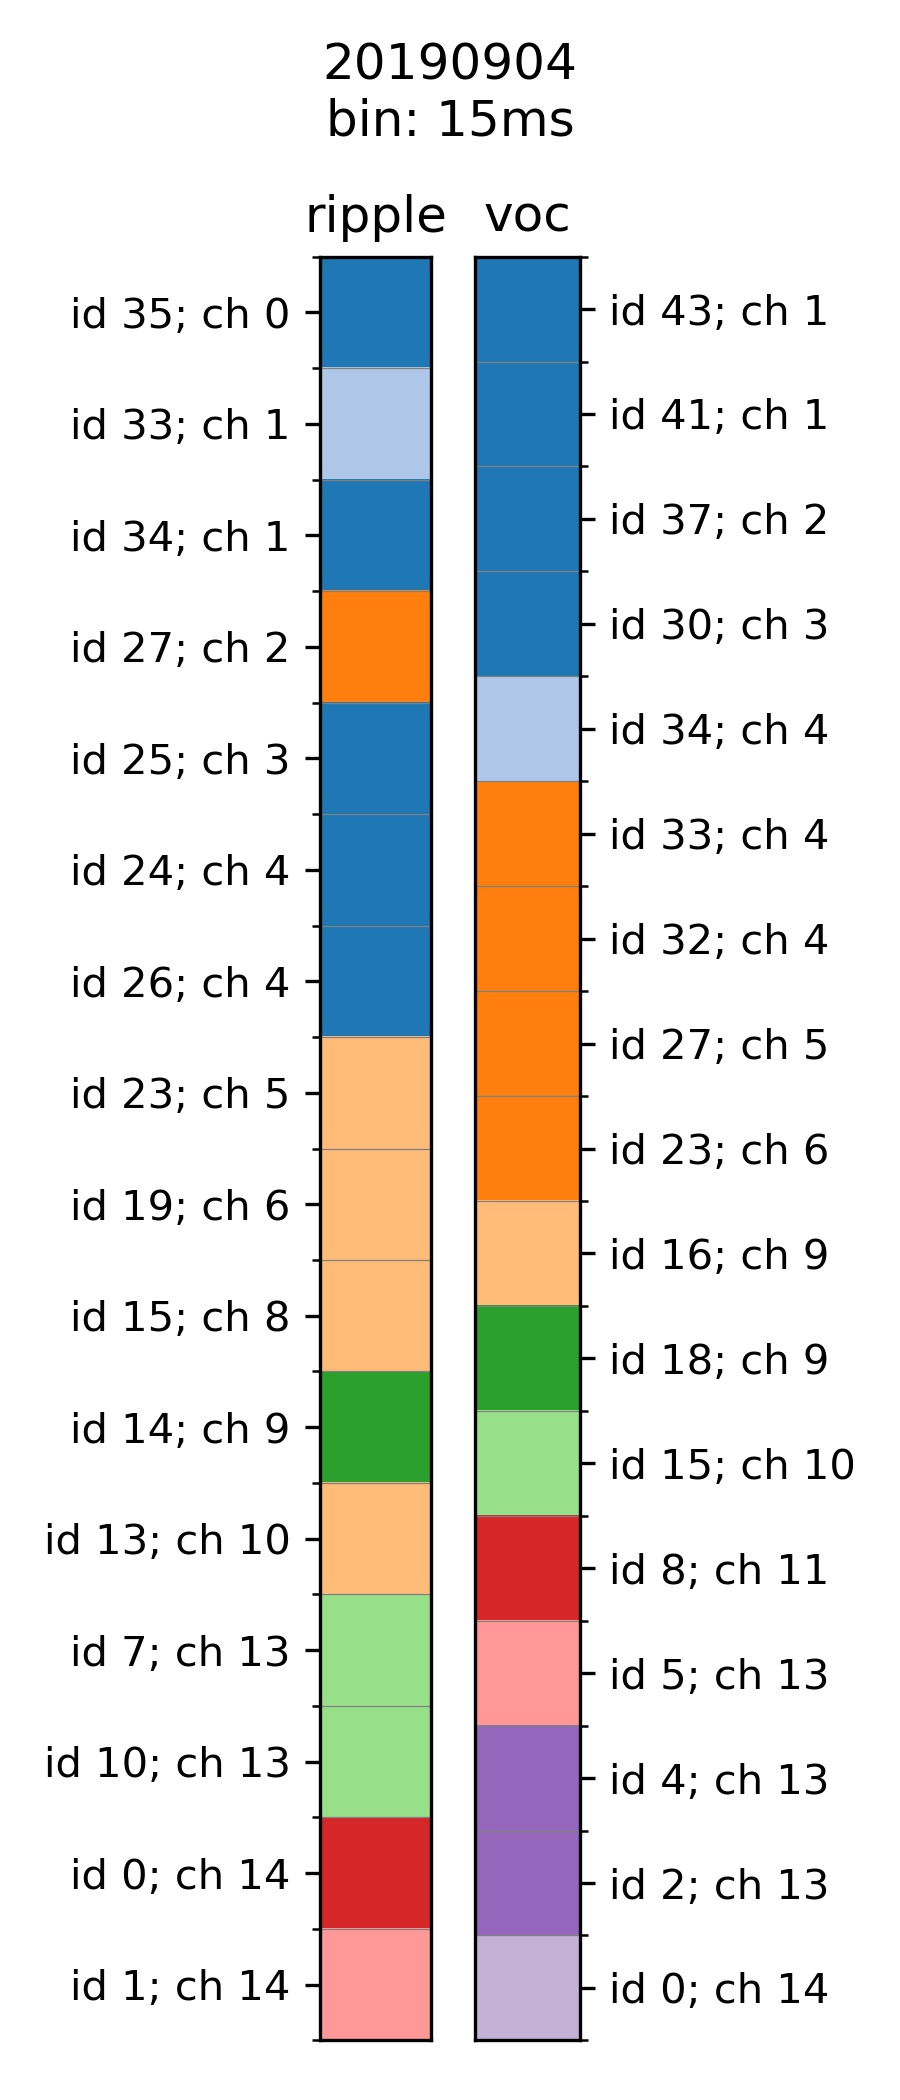 20190904
bin: 15ms
ripple voc
id 35; ch 0
id 33; ch 1
id 34; ch 1
id 27; ch 2
id 25; ch 3
id 24; ch 4
id 26; ch 4
id 23; ch 5
id 19; ch 6
id 15; ch 8
id 14; ch 9
id 13; ch 10
id 7; ch 13
id 10; ch 13
id 0; ch 14
id 1; ch 14
id 43; ch 1
id 41; ch 1
id 37; ch 2
id 30; ch 3
id 34; ch 4
id 33; ch 4
id 32; ch 4
id 27; ch 5
id 23; ch 6
id 16; ch 9
id 18; ch 9
id 15; ch 10
id 8; ch 11
id 5; ch 13
id 4; ch 13
id 2; ch 13
id 0; ch 14